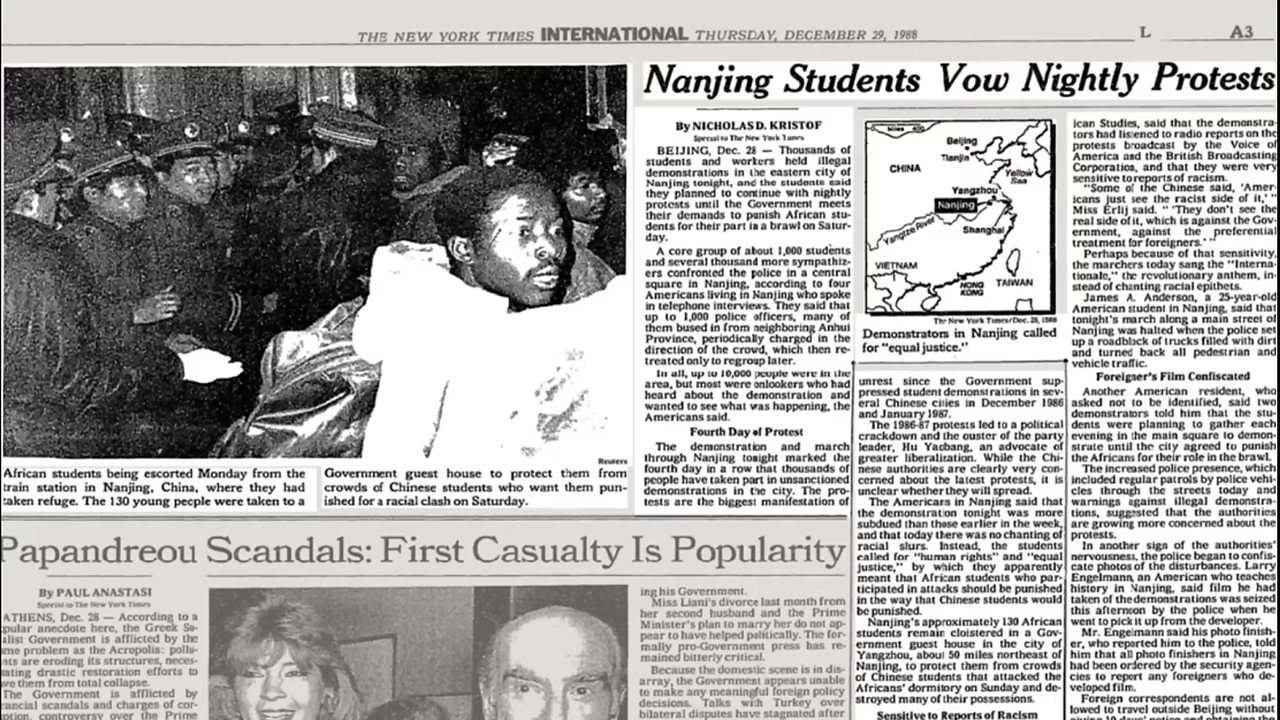 THE NEW YORK TIMES INTERNATIONAL THURSDAY, DECEMBER 29, 1988
L
A3
Nanjing Students Vow Nightly Protests
By NICHOLAS D. KRISTOF
Special to The New York Times
BEIJING, Dec. 28 — Thousands of
students and workers held illegal
demonstrations in the eastern city of
Nanjing tonight, and the students said
they planned to continue with nightly
protests until the Government meets
their demands to punish African stu-
dents for their part in a brawl on Satur-
day.
A core group of about 1,000 students
and several thousand more sympathiz-
ers confronted the police in a central
square in Nanjing, according to four
Americans living in Nanjing who spoke
in telephone interviews. They said that
up to 1,000 police officers, many of
them bused in from neighboring Anhui
Province, periodically charged in the
direction of the crowd, which then re-
treated only to regroup later.
In all, up to 10,000 people were in the
area, but most were onlookers who had
heard about the demonstration and
wanted to see what was happening, the
Americans said.
Fourth Day of Protest
The demonstration and march
through Nanjing tonight marked the
fourth day in a row that thousands of
people have taken part in unsanctioned
demonstrations in the city. The pro-
tests are the biggest manifestation of
Miles 400
Beijing
Tianjin
CHINA
Yellow
Sea
Yangzhou
Nanjing
Yangtze River
Shanghai
VIETNAM
HONG
KONG
TAIWAN
The New York Times/Dec. 29, 1988
Demonstrators in Nanjing called
for "equal justice."
unrest since the Government sup-
pressed student demonstrations in sev-
eral Chinese cities in December 1986
and January 1987.
The 1986-87 protests led to a political
crackdown and the ouster of the party
leader, Hu Yaobang, an advocate of
greater liberalization. While the Chi-
nese authorities are clearly very con-
cerned about the latest protests, it is
unclear whether they will spread.
The Americans in Nanjing said that
the demonstration tonight was more
subdued than those earlier in the week,
and that today there was no chanting of
racial slurs. Instead, the students
called for "human rights" and "equal
justice," by which they apparently
meant that African students who par-
ticipated in attacks should be punished
in the way that Chinese students would
be punished.
Nanjing's approximately 130 African
students remain cloistered in a Gov-
ernment guest house in the city of
Yangzhou, about 50 miles northeast of
Nanjing, to protect them from crowds
of Chinese students that attacked the
Africans' dormitory on Sunday and de-
stroyed many of their possessions.
Sensitive to Reports of Racism
ican Studies, said that the demonstra-
tors had listened to radio reports on the
protests broadcast by the Voice of
America and the British Broadcasting
Corporation, and that they were very
sensitive to reports of racism.
"Some of the Chinese said, 'Amer-
icans just see the racist side of it,' "
Miss Erlij said. " 'They don't see the
real side of it, which is against the Gov-
ernment, against the preferential
treatment for foreigners.' "
Perhaps because of that sensitivity,
the marchers today sang the "Interna-
tionale," the revolutionary anthem, in-
stead of chanting racial epithets.
James A. Anderson, a 25-year-old
American student in Nanjing, said that
tonight's march along a main street of
Nanjing was halted when the police set
up a roadblock of trucks filled with dirt
and turned back all pedestrian and
vehicle traffic.
Foreigner's Film Confiscated
Another American resident, who
asked not to be identified, said two
demonstrators told him that the stu-
dents were planning to gather each
evening in the main square to demon-
strate until the city agreed to punish
the Africans for their role in the brawl.
The increased police presence, which
included regular patrols by police vehi-
cles through the streets today and
warnings against illegal demonstra-
tions, suggested that the authorities
are growing more concerned about the
protests.
In another sign of the authorities'
nervousness, the police began to confis-
cate photos of the disturbances. Larry
Engelmann, an American who teaches
history in Nanjing, said film he had
taken of the demonstrations was seized
this afternoon by the police when he
went to pick it up from the developer.
Mr. Engelmann said his photo finish-
er, who reported him to the police, told
him that all photo finishers in Nanjing
had been ordered by the security agen-
cies to report any foreigners who de-
veloped film.
Foreign correspondents are not al-
lowed to travel outside Beijing without
Reuters
African students being escorted Monday from the
train station in Nanjing, China, where they had
taken refuge. The 130 young people were taken to a
Government guest house to protect them from
crowds of Chinese students who want them pun-
ished for a racial clash on Saturday.
Papandreou Scandals: First Casualty Is Popularity
By PAUL ANASTASI
Special to The New York Times
ATHENS, Dec. 28 — According to a
pular anecdote here, the Greek So-
alist Government is afflicted by the
me problem as the Acropolis: pollu-
ts are eroding its structures, neces-
ating drastic restoration efforts to
ve them from total collapse.
The Government is afflicted by
ancial scandals and charges of cor-
tion, controversy over the Prime
ing his Government.
Miss Liani's divorce last month from
her second husband and the Prime
Minister's plan to marry her do not ap-
pear to have helped politically. The for-
mally pro-Government press has re-
mained bitterly critical.
Because the domestic scene is in dis-
array, the Government appears unable
to make any meaningful foreign policy
decisions. Talks with Turkey over
bilateral disputes have stagnated after